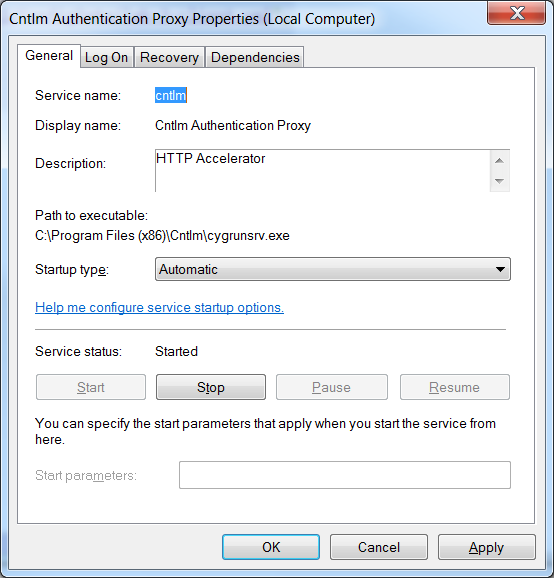 Cntlm Authentication Proxy Properties (Local Computer)
General Log On Recovery Dependencies
Service name: cntlm
Display name: Cntlm Authentication Proxy
Description: HTTP Accelerator
Path to executable:
C:\Program Files (x86)\Cntlm\cygrunsrv.exe
Startup type: Automatic
Help me configure service startup options.
Service status: Started
Start Stop Pause Resume
You can specify the start parameters that apply when you start the service from
here.
Start parameters:
OK Cancel Apply